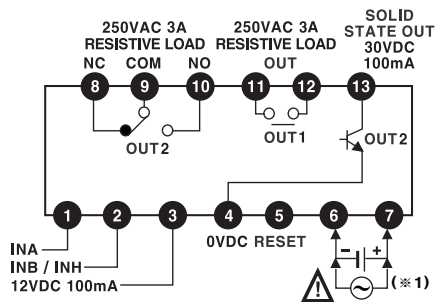 250VAC 3A
RESISTIVE LOAD
NC COM NO
250VAC 3A
RESISTIVE LOAD
OUT
SOLID
STATE OUT
30VDC
100mA
8 9 10 11 12 13
OUT2
OUT1
OUT2
1 2 3 4 5 6 7
0VDC RESET
INA
INB / INH
12VDC 100mA
- +
(※1)